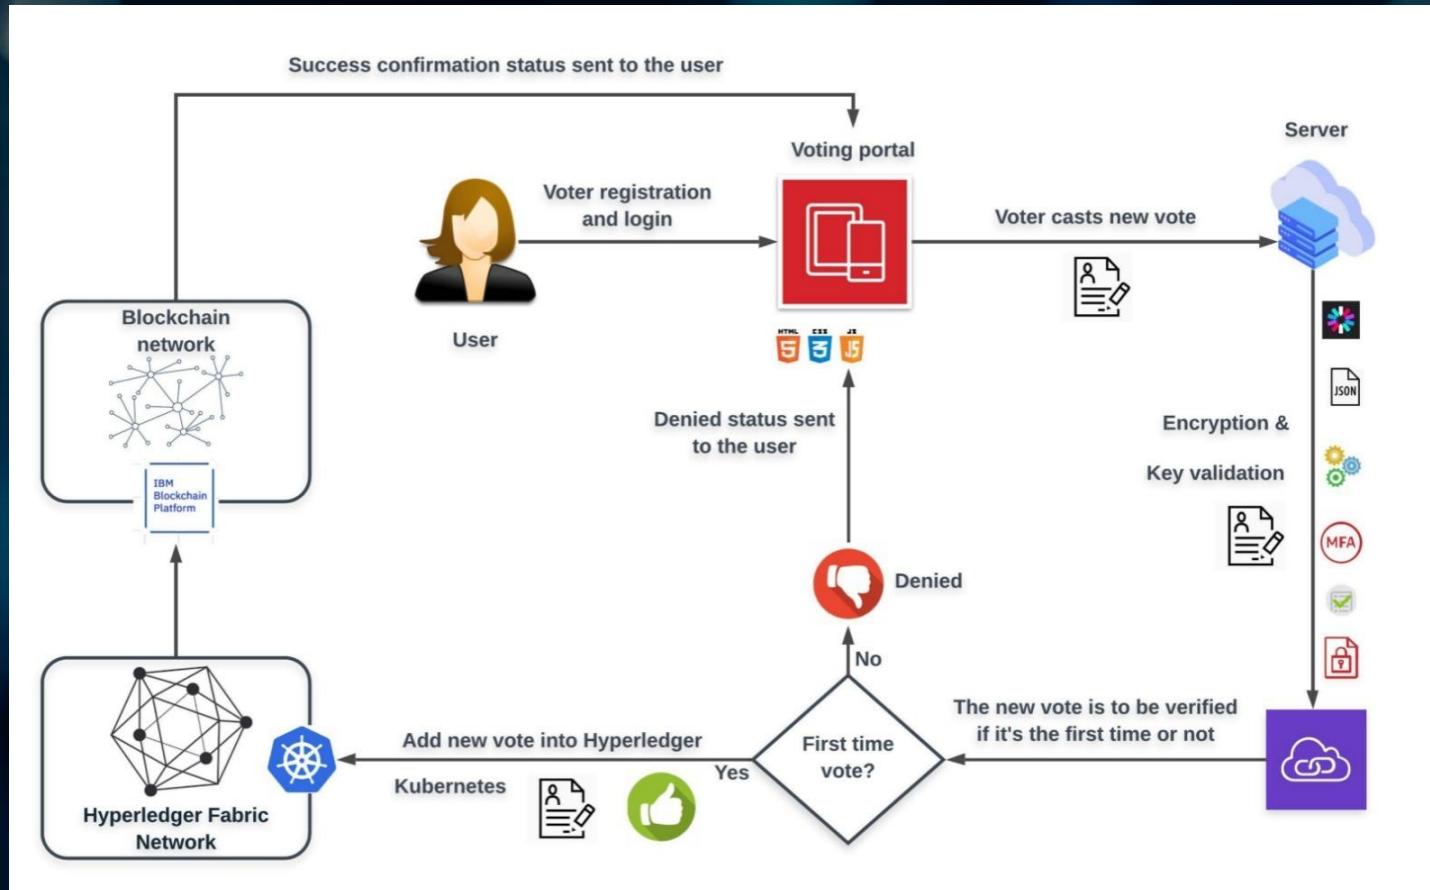 Success confirmation status sent to the user
Server
Voting portal
Voter registration
and login
Voter casts new vote
User
HTML
5
CSS
3
JS
JS
Blockchain
network
IBM
Blockchain
Platform
Denied status sent
to the user
JSON
Encryption &
Key validation
MFA
Denied
No
The new vote is to be verified
if it's the first time or not
First time
vote?
Yes
Add new vote into Hyperledger
Kubernetes
Hyperledger Fabric
Network